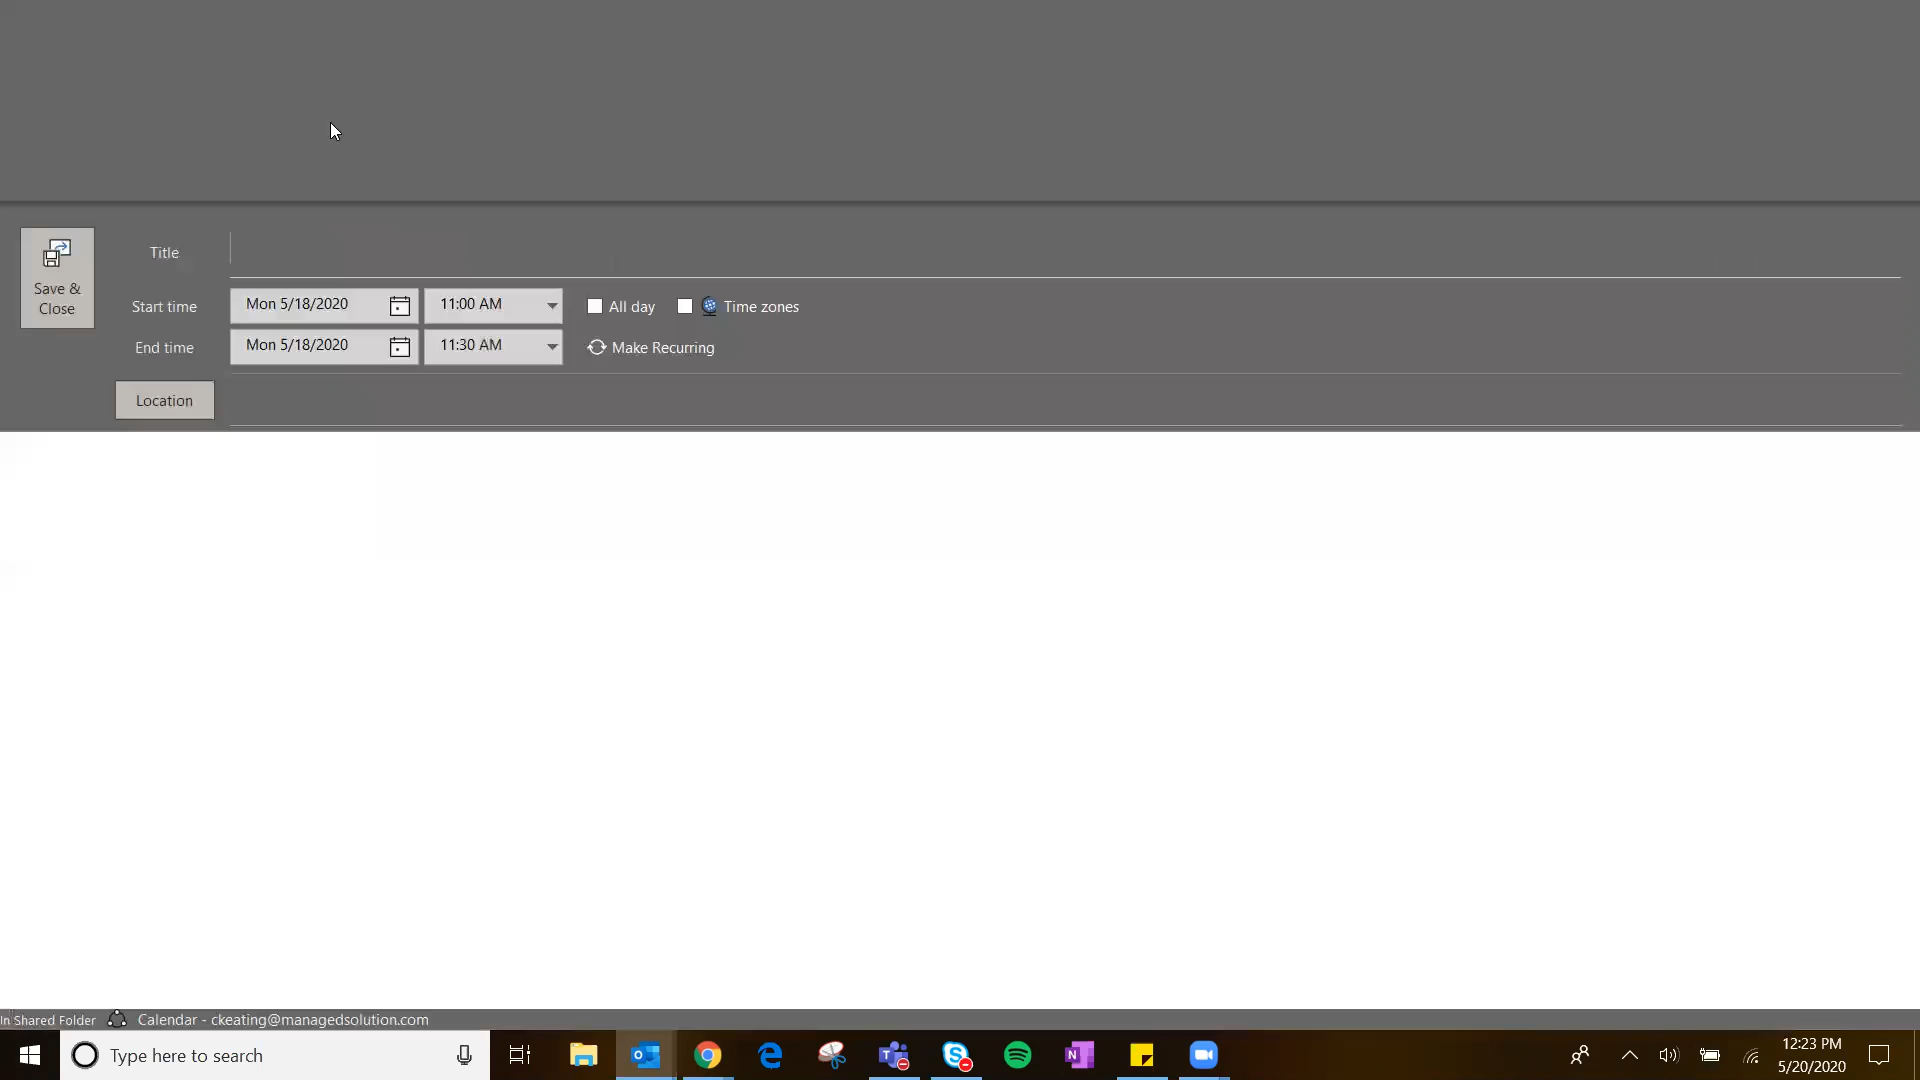 Title
Save &
Close
Start time
Mon 5/18/2020
11:00 AM
All day
Time zones
End time
Mon 5/18/2020
11:30 AM
Make Recurring
Location
In Shared Folder
Calendar - ckeating@managedsolution.com
Type here to search
12:23 PM
5/20/2020